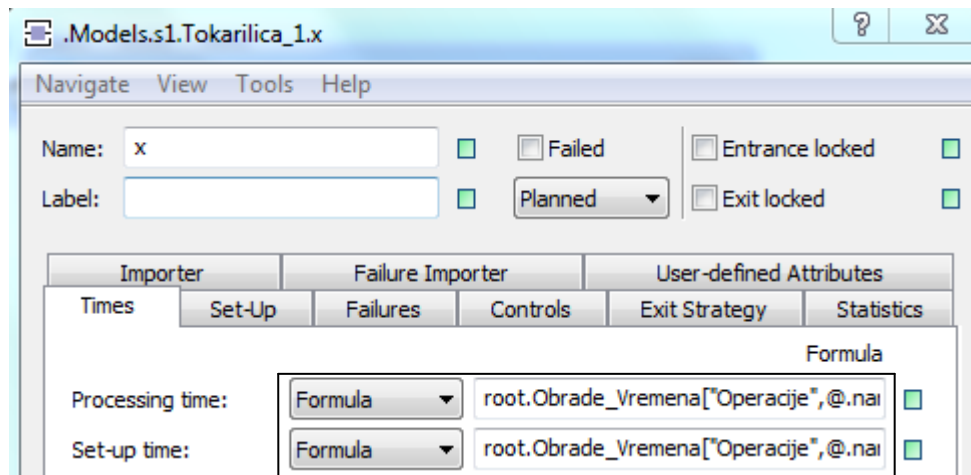 .Models.s1.Tokarilica_1.x
Navigate View Tools Help
Name: x Failed Entrance locked
Label: Planned Exit locked
Importer Failure Importer User-defined Attributes
Times Set-Up Failures Controls Exit Strategy Statistics
Formula
Processing time: Formula root.Obrade_Vremena["Operacije",@.nar
Set-up time: Formula root.Obrade_Vremena["Operacije",@.nar